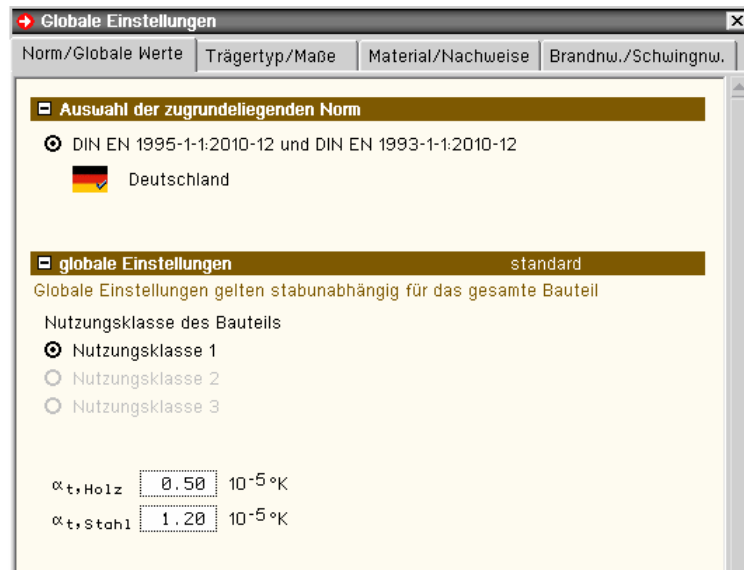 Globale Einstellungen
Norm/Globale Werte Trägertyp/Maße Material/Nachweise Brandnw./Schwingnw.
Auswahl der zugrundeliegenden Norm
DIN EN 1995-1-1:2010-12 und DIN EN 1993-1-1:2010-12
Deutschland
globale Einstellungen standard
Globale Einstellungen gelten stabunabhängig für das gesamte Bauteil
Nutzungsklasse des Bauteils
Nutzungsklasse 1
Nutzungsklasse 2
Nutzungsklasse 3
αt,Holz 0.50 10-5 °K
αt,Stahl 1.20 10-5 °K